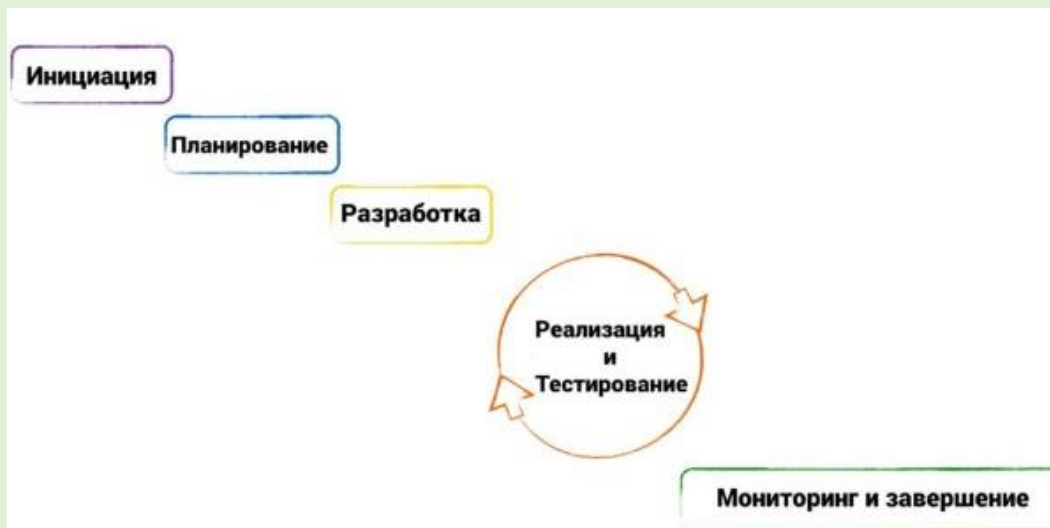 Инициация
Планирование
Разработка
Реализация
и
Тестирование
Мониторинг и завершение